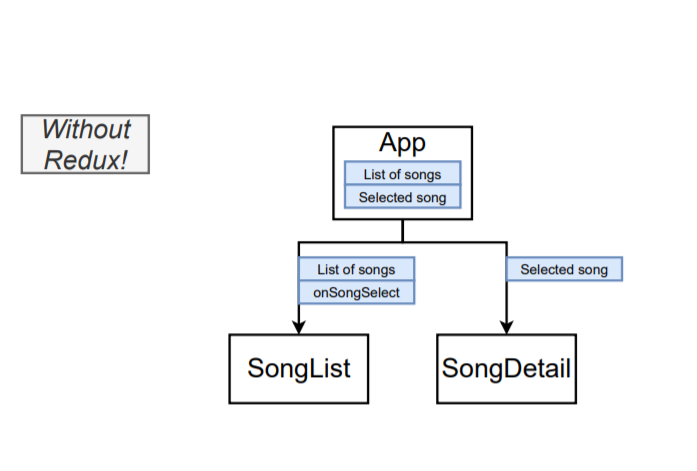 Without
Redux!
App
List of songs
Selected song
List of songs
onSongSelect
Selected song
SongList
SongDetail